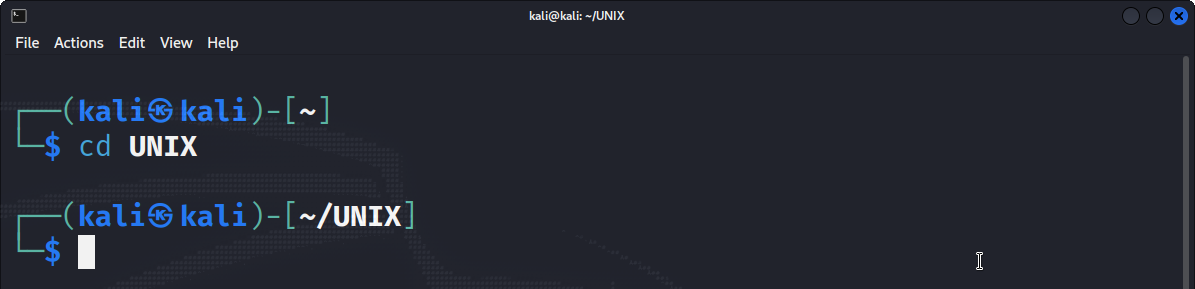 kali@kali: ~/UNIX
File Actions Edit View Help
┌──(kali㉿kali)-[~]
└─$ cd UNIX
┌──(kali㉿kali)-[~/UNIX]
└─$